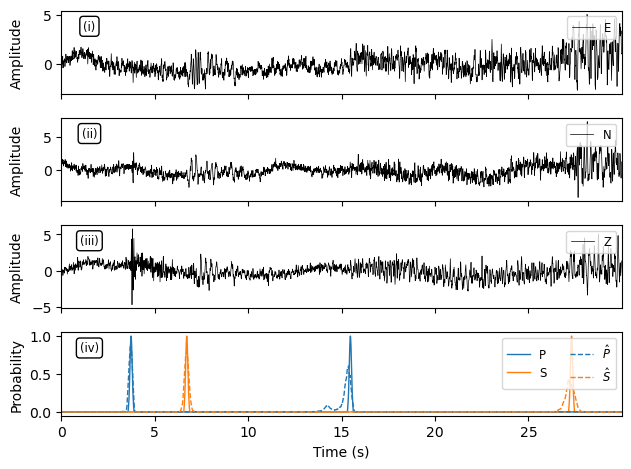 5
0
Amplitude
(i)
E
5
0
Amplitude
(ii)
N
5
0
−5
Amplitude
(iii)
Z
1.0
0.5
0.0
Probability
(iv)
P
S
P̂
Ŝ
0 5 10 15 20 25
Time (s)